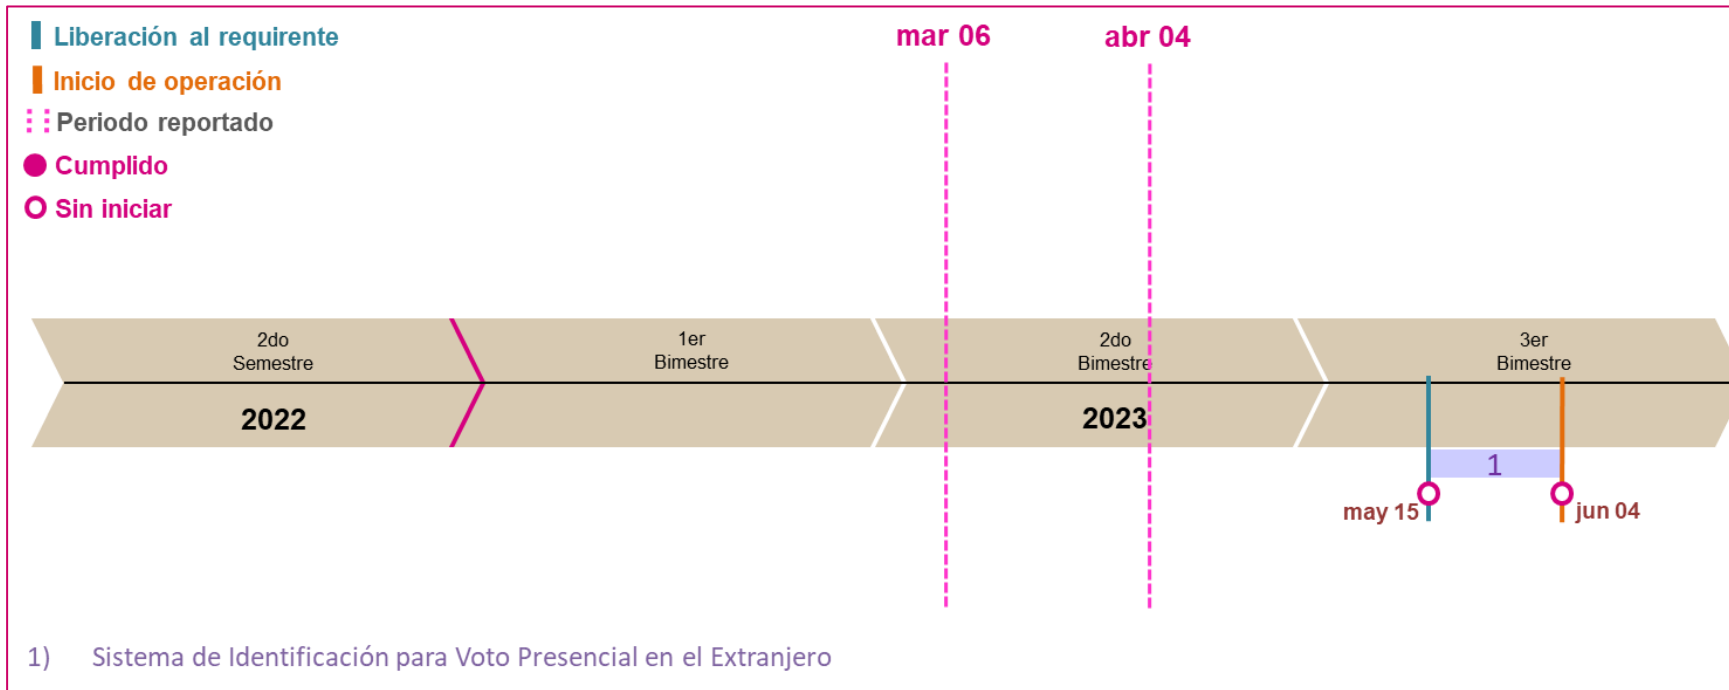 Liberación al requirente
Inicio de operación
Periodo reportado
Cumplido
Sin iniciar
mar 06
abr 04
2do
Semestre
1er
Bimestre
2do
Bimestre
3er
Bimestre
2022
2023
1
may 15
jun 04
1) Sistema de Identificación para Voto Presencial en el Extranjero